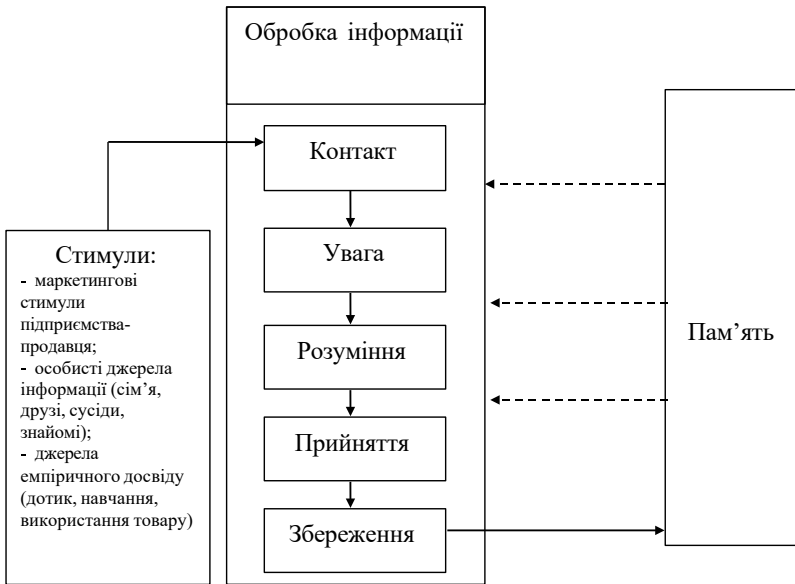 Обробка інформації
Контакт
Увага
Розуміння
Прийняття
Збереження
Стимули:
- маркетингові
стимули
підприємства-
продавця;
- особисті джерела
інформації (сім’я,
друзі, сусіди,
знайомі);
- джерела
емпіричного досвіду
(дотик, навчання,
використання товару)
Пам’ять